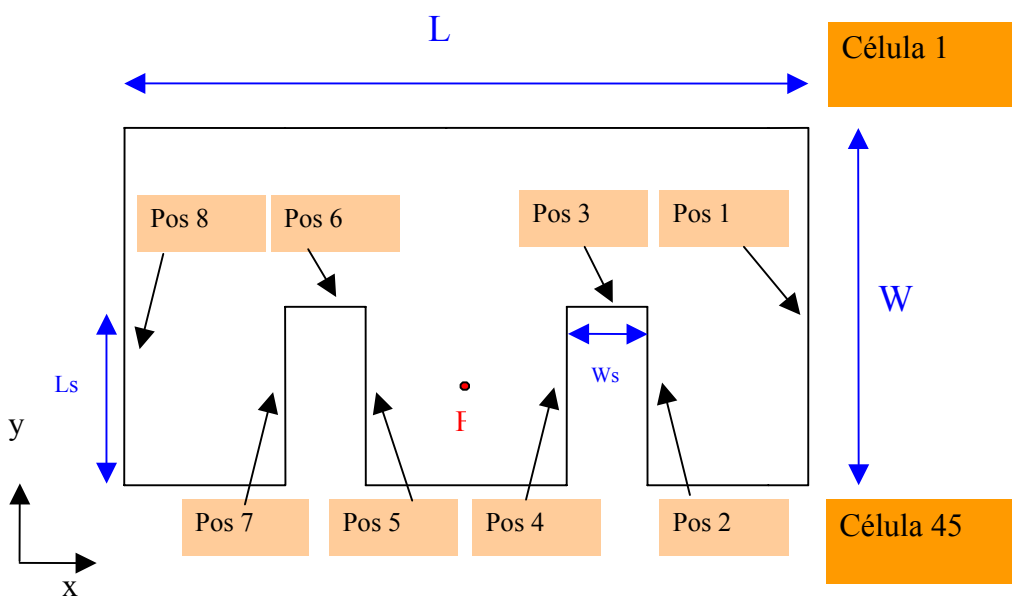 L
Célula 1
Pos 8
Pos 6
Pos 3
Pos 1
W
Ls
Ws
y
Pos 7
Pos 5
Pos 4
Pos 2
Célula 45
x